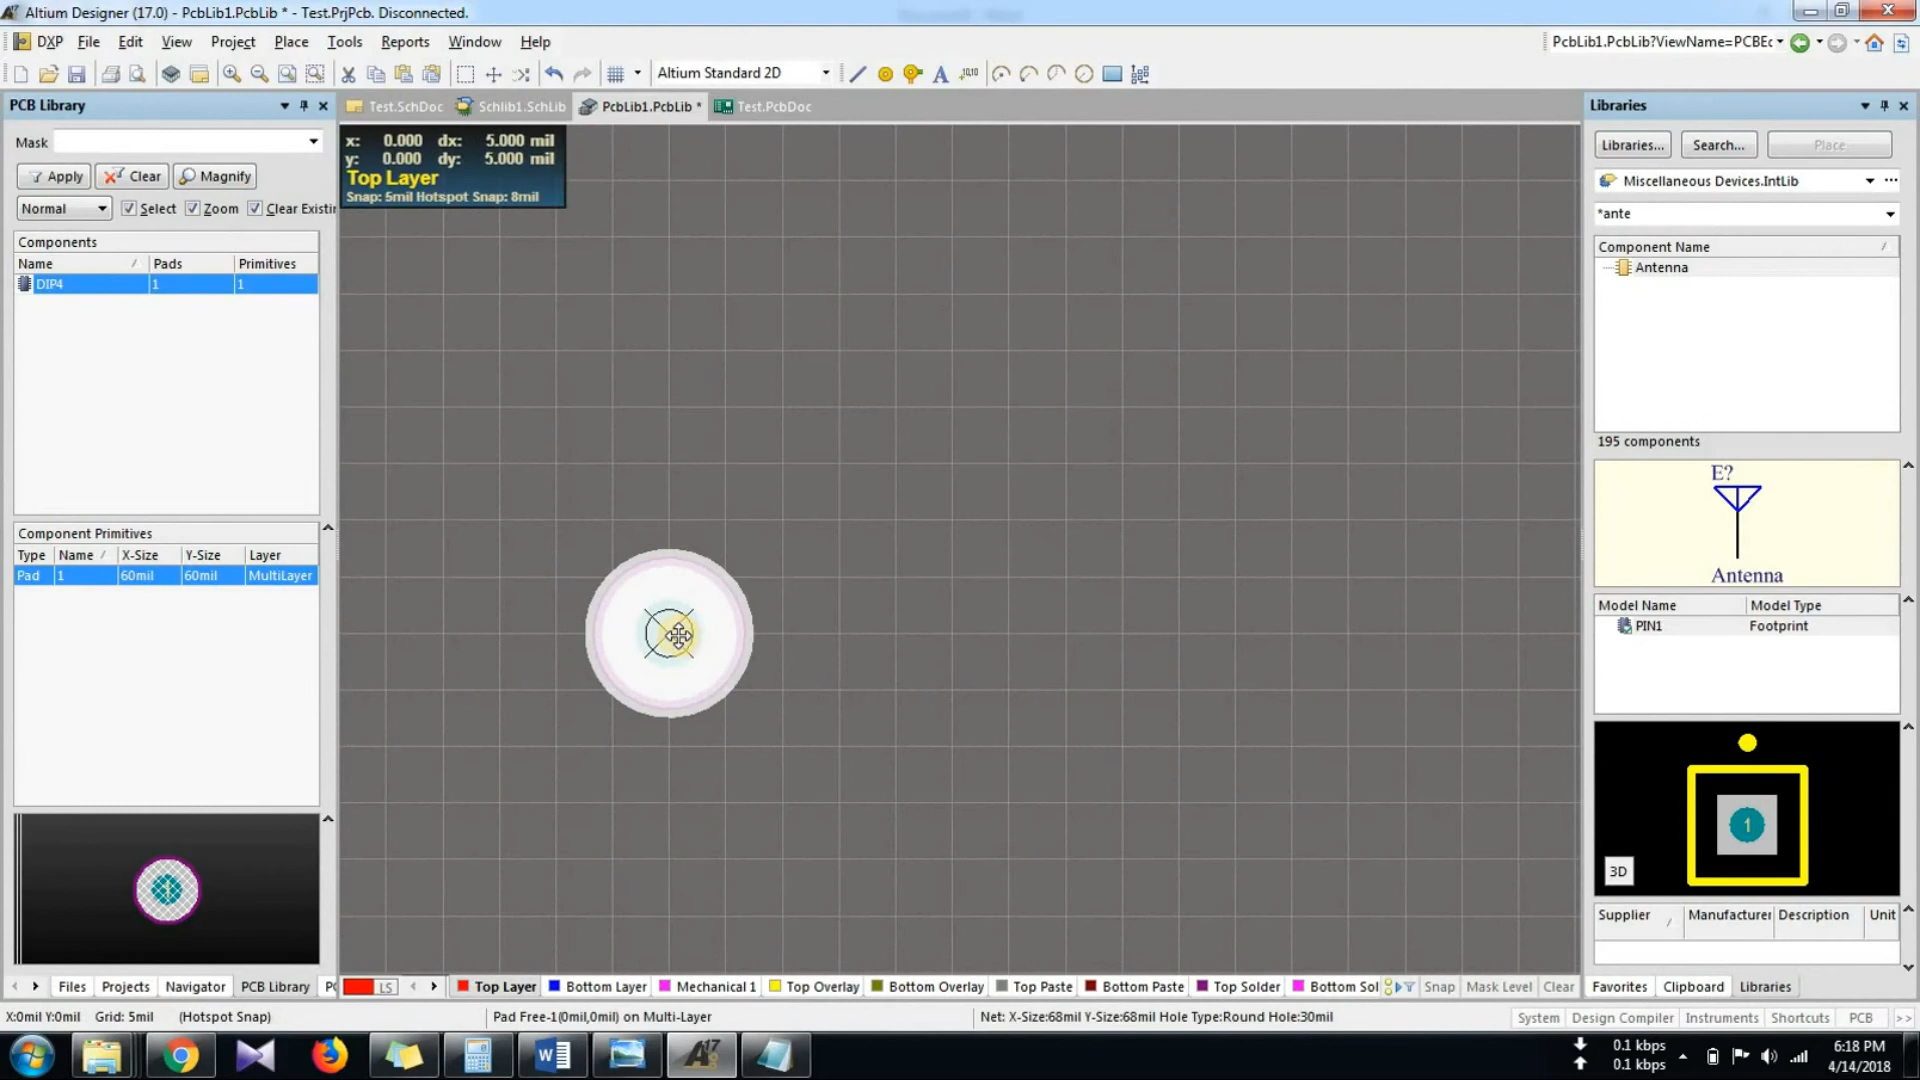 Altium Designer (17.0) - PcbLib1.PcbLib * - Test.PrjPcb. Disconnected.
DXP File Edit View Project Place Tools Reports Window Help
PcbLib1.PcbLib?ViewName=PCBEc
Altium Standard 2D
PCB Library
Test.SchDoc Schlib1.SchLib PcbLib1.PcbLib * Test.PcbDoc
Libraries
Mask
Apply Clear Magnify
Normal Select Zoom Clear Existin
Components
Name / Pads Primitives
DIP4 1 1
Component Primitives
Type Name / X-Size Y-Size Layer
Pad 1 60mil 60mil MultiLayer
x: 0.000 dx: 5.000 mil
y: 0.000 dy: 5.000 mil
Top Layer
Snap: 5mil Hotspot Snap: 8mil
Libraries... Search... Place
Miscellaneous Devices.IntLib
*ante
Component Name /
Antenna
195 components
E?
Antenna
Model Name Model Type
PIN1 Footprint
1
3D
Supplier / Manufacturer Description Unit
Files Projects Navigator PCB Library
LS Top Layer Bottom Layer Mechanical 1 Top Overlay Bottom Overlay Top Paste Bottom Paste Top Solder Bottom Sol Snap Mask Level Clear
Favorites Clipboard Libraries
X:0mil Y:0mil Grid: 5mil (Hotspot Snap) Pad Free-1(0mil,0mil) on Multi-Layer Net: X-Size:68mil Y-Size:68mil Hole Type:Round Hole:30mil
System Design Compiler Instruments Shortcuts PCB >>
0.1 kbps
0.1 kbps
6:18 PM
4/14/2018